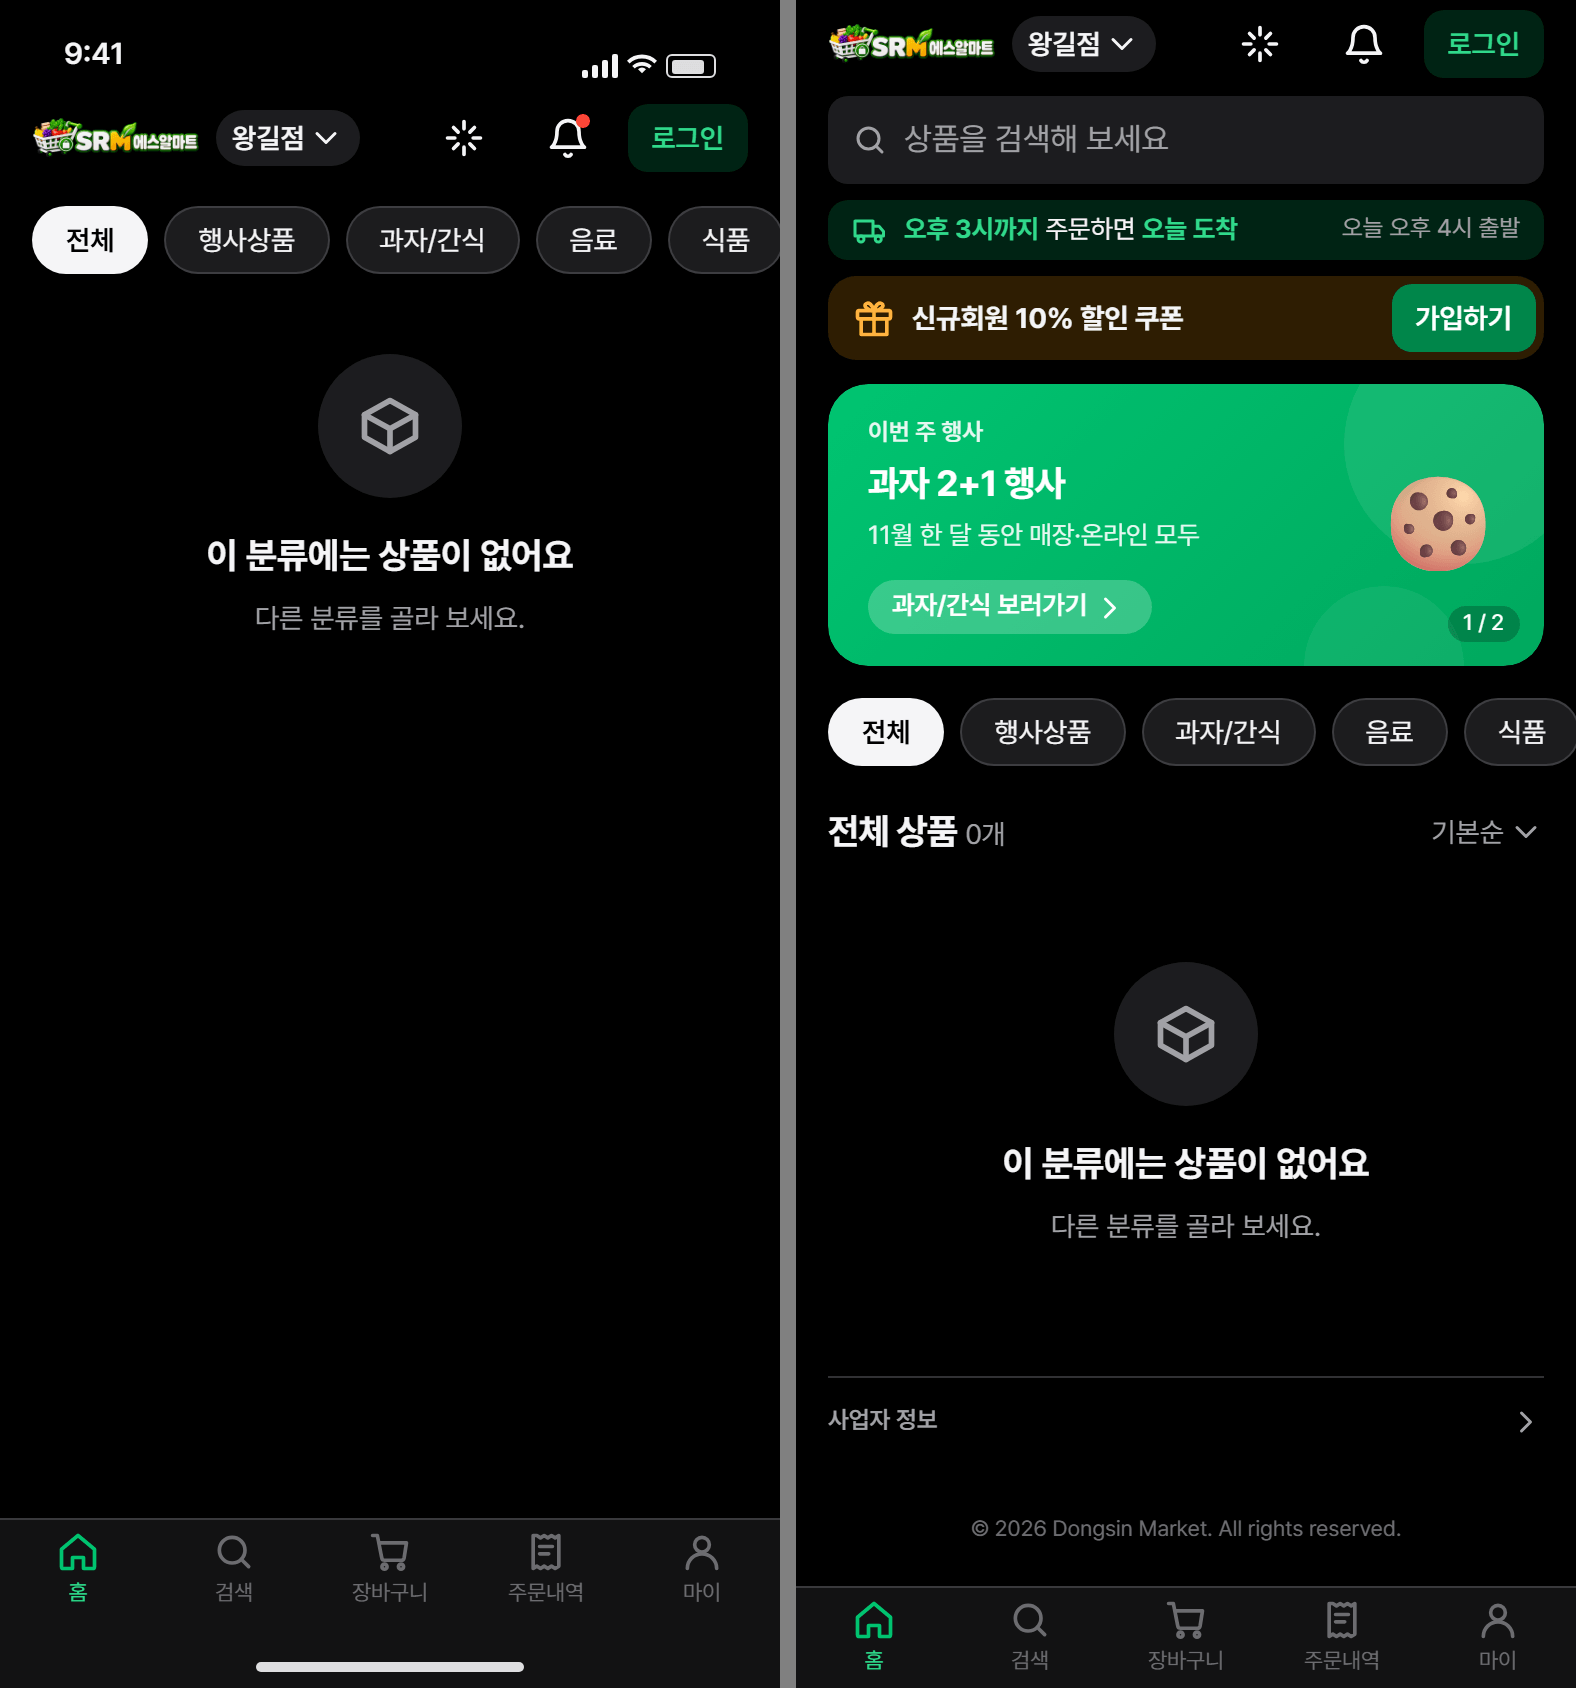 9:41
SRM 에스알마트
왕길점
로그인
전체
행사상품
과자/간식
음료
식품
이 분류에는 상품이 없어요
다른 분류를 골라 보세요.
홈
검색
장바구니
주문내역
마이
SRM 에스알마트
왕길점
로그인
상품을 검색해 보세요
오후 3시까지 주문하면 오늘 도착
오늘 오후 4시 출발
신규회원 10% 할인 쿠폰
가입하기
이번 주 행사
과자 2+1 행사
11월 한 달 동안 매장·온라인 모두
과자/간식 보러가기
1 / 2
전체
행사상품
과자/간식
음료
식품
전체 상품 0개
기본순
이 분류에는 상품이 없어요
다른 분류를 골라 보세요.
사업자 정보
© 2026 Dongsin Market. All rights reserved.
홈
검색
장바구니
주문내역
마이